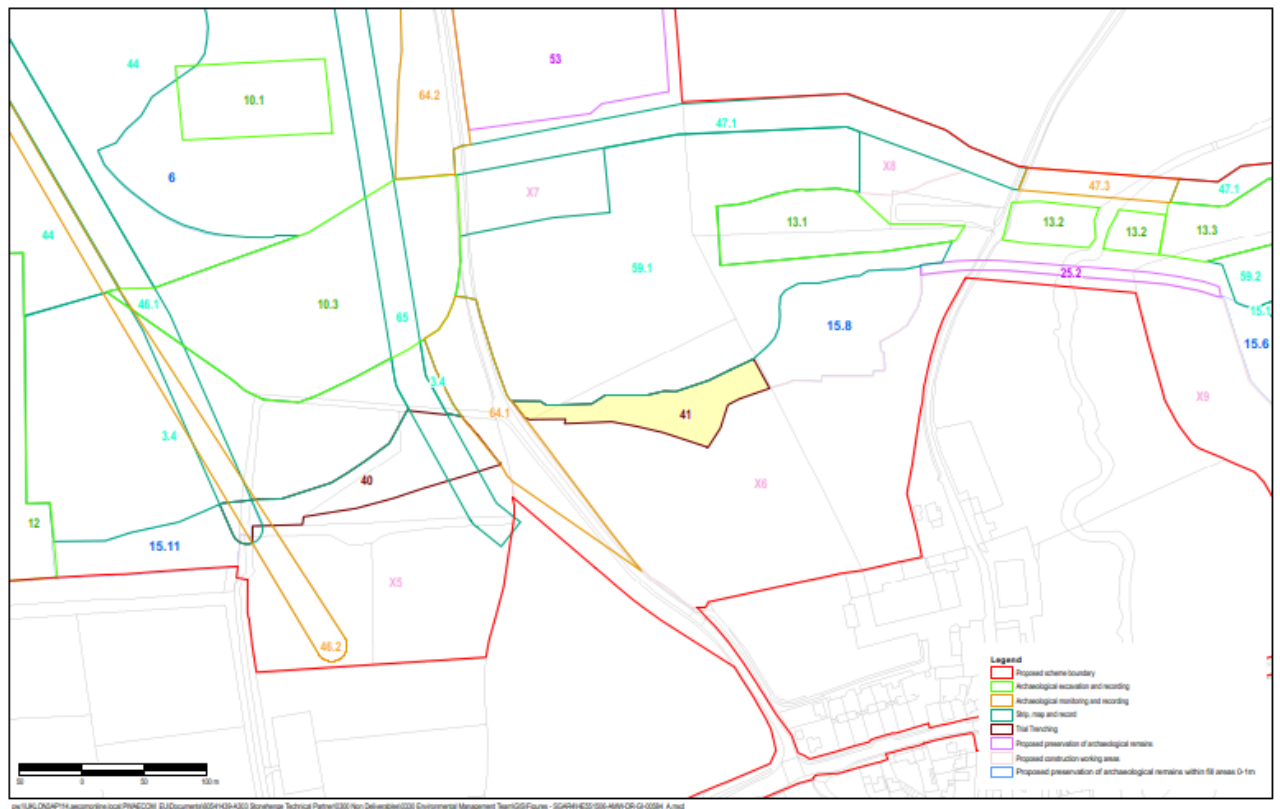 53
44
64.2
10.1
47.1
X8
6
47.3
47.1
X7
13.1
13.2
13.2
13.3
44
59.1
25.2
59.2
46.1
10.3
15.1
65
15.8
15.6
3.4
X9
64.1
41
3.4
40
X6
12
15.11
X5
46.2
Legend
Proposed scheme boundary
Archaeological excavation and recording
Archaeological monitoring and recording
Strip, map and record
Trial Trenching
Proposed preservation of archaeological remains
Proposed construction working areas
Proposed preservation of archaeological remains within fill areas 0-1m
50 0 50 100 m